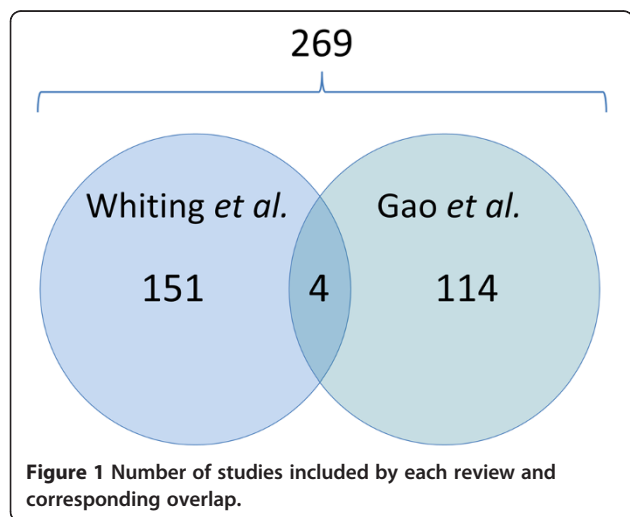 269
Whiting et al.
Gao et al.
151
4
114
Figure 1 Number of studies included by each review and
corresponding overlap.